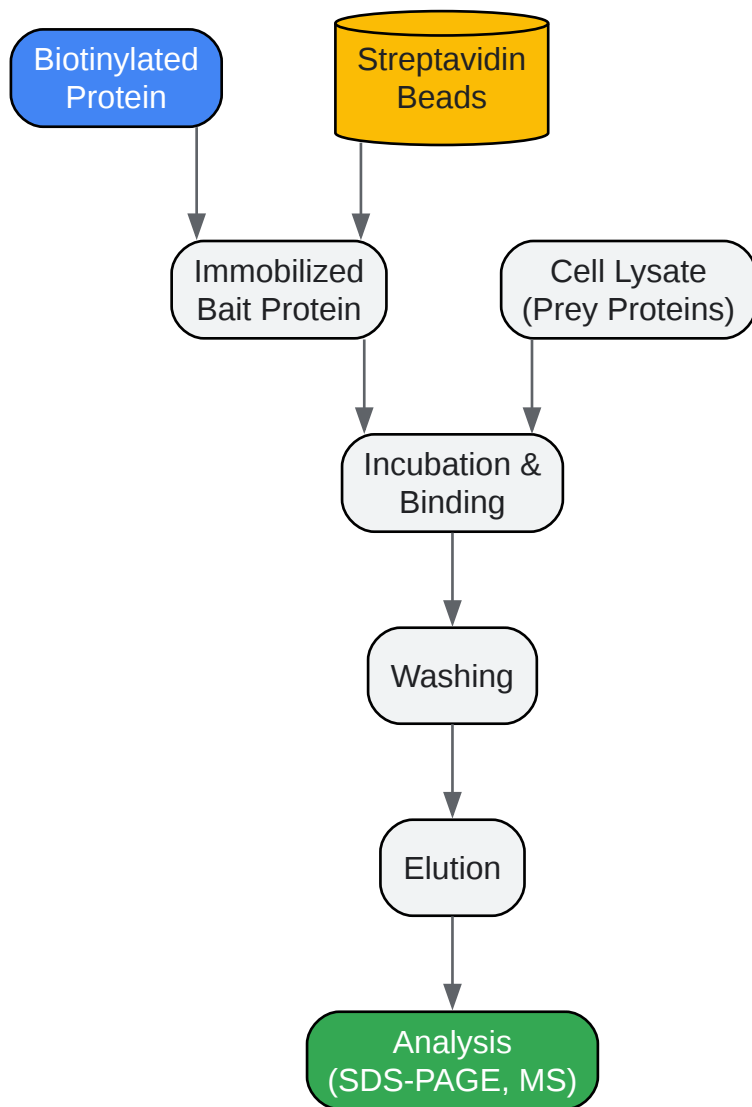 Biotinylated
Protein
Streptavidin
Beads
Immobilized
Bait Protein
Cell Lysate
(Prey Proteins)
Incubation &
Binding
Washing
Elution
Analysis
(SDS-PAGE, MS)